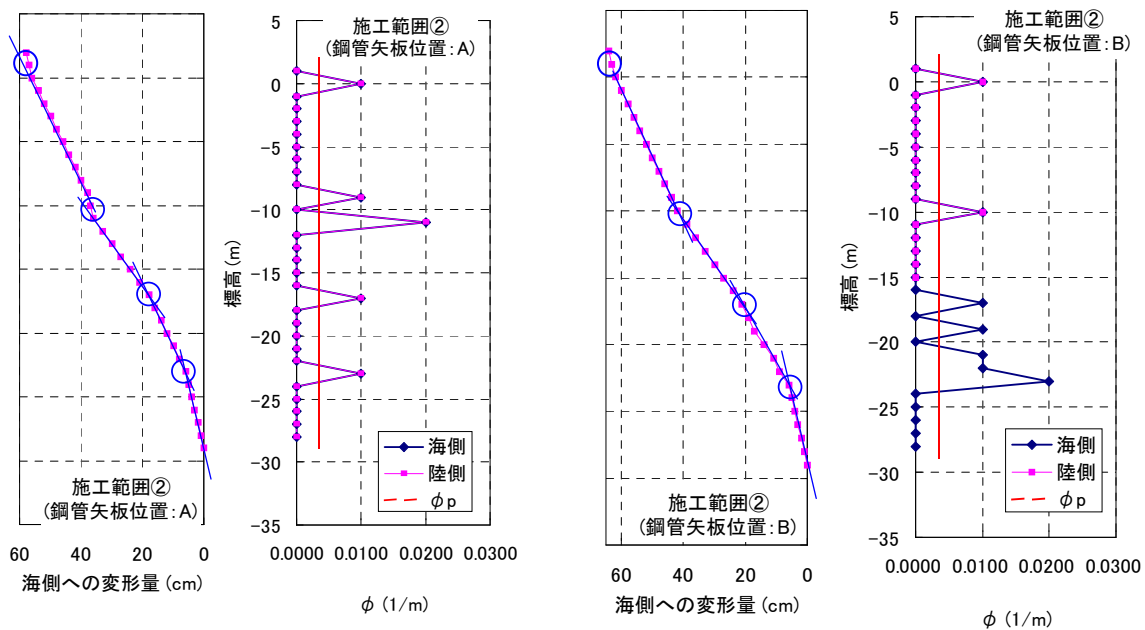 施工範囲②
(鋼管矢板位置:A)
60
40
20
0
海側への変形量(cm)
施工範囲②
(鋼管矢板位置:A)
5
0
-5
-10
-15
-20
-25
-30
-35
標高(m)
海側
陸側
φp
0.0000
0.0100
0.0200
0.0300
φ (1/m)
施工範囲②
(鋼管矢板位置:B)
60
40
20
0
海側への変形量(cm)
施工範囲②
(鋼管矢板位置:B)
5
0
-5
-10
-15
-20
-25
-30
-35
標高(m)
海側
陸側
φp
0.0000
0.0100
0.0200
0.0300
φ (1/m)